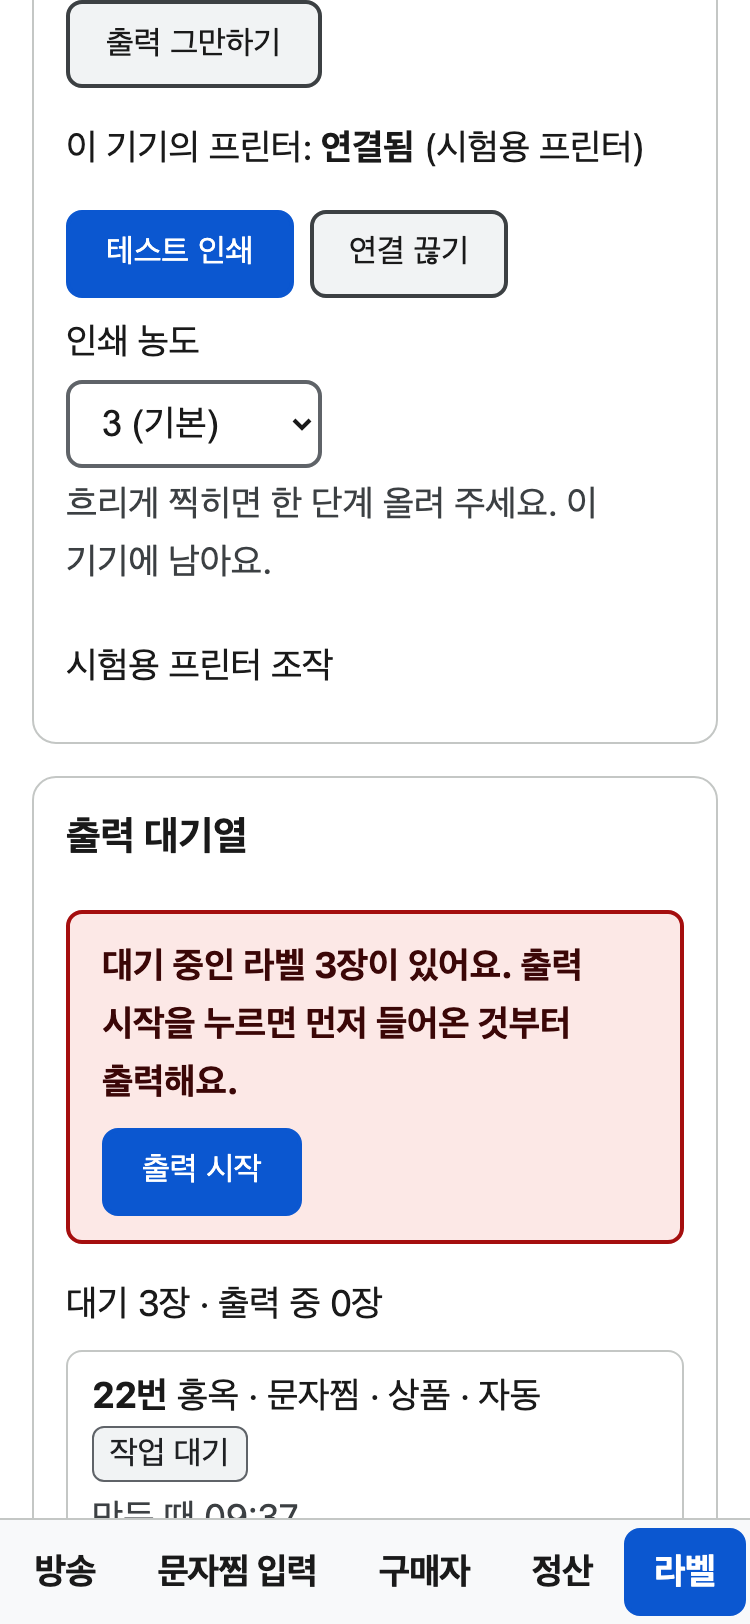 출력 그만하기
이 기기의 프린터: 연결됨 (시험용 프린터)
테스트 인쇄
연결 끊기
인쇄 농도
3 (기본)
흐리게 찍히면 한 단계 올려 주세요. 이
기기에 남아요.
시험용 프린터 조작
출력 대기열
대기 중인 라벨 3장이 있어요. 출력
시작을 누르면 먼저 들어온 것부터
출력해요.
출력 시작
대기 3장 · 출력 중 0장
22번 홍옥 · 문자찜 · 상품 · 자동
작업 대기
만든 때 09:37
방송
문자찜 입력
구매자
정산
라벨